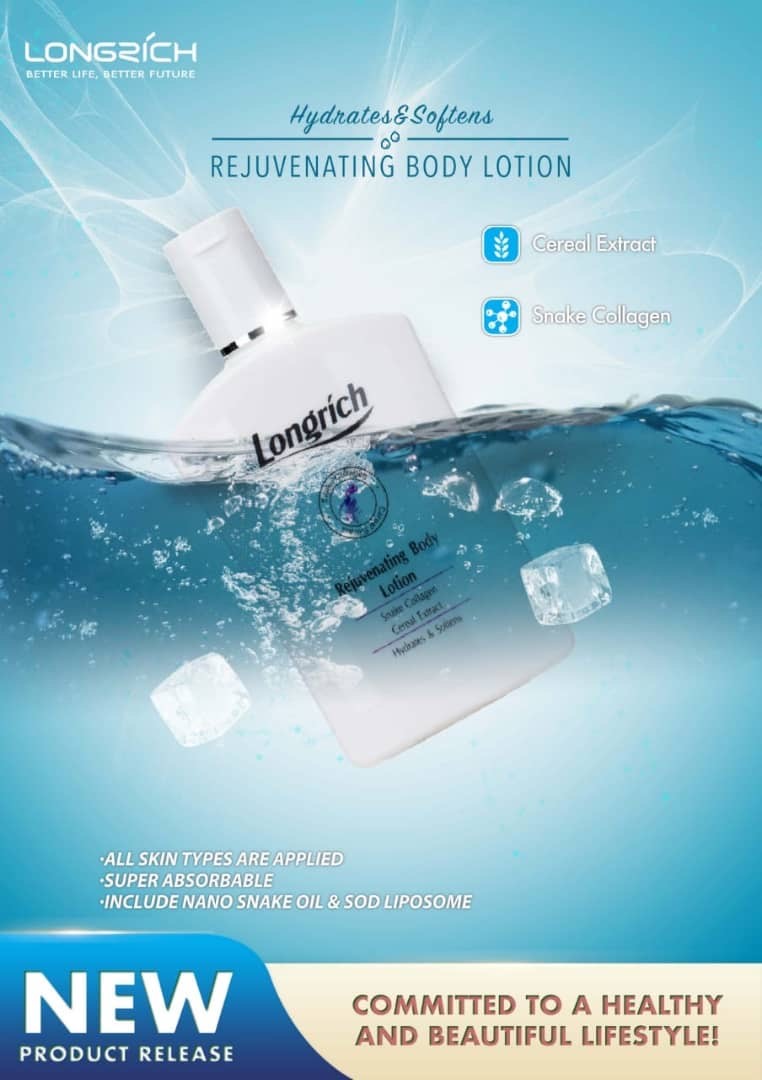 LONGRÍCH
BETTER LIFE, BETTER FUTURE
Hydrates&Softens
REJUVENATING BODY LOTION
Cereal Extract
Snake Collagen
Longrích
Rejuvenating Body
Lotion
Snake Collagen
Cereal Extract
Hydrates & Softens
·ALL SKIN TYPES ARE APPLIED
·SUPER ABSORBABLE
·INCLUDE NANO SNAKE OIL & SOD LIPOSOME
NEW
PRODUCT RELEASE
COMMITTED TO A HEALTHY
AND BEAUTIFUL LIFESTYLE!